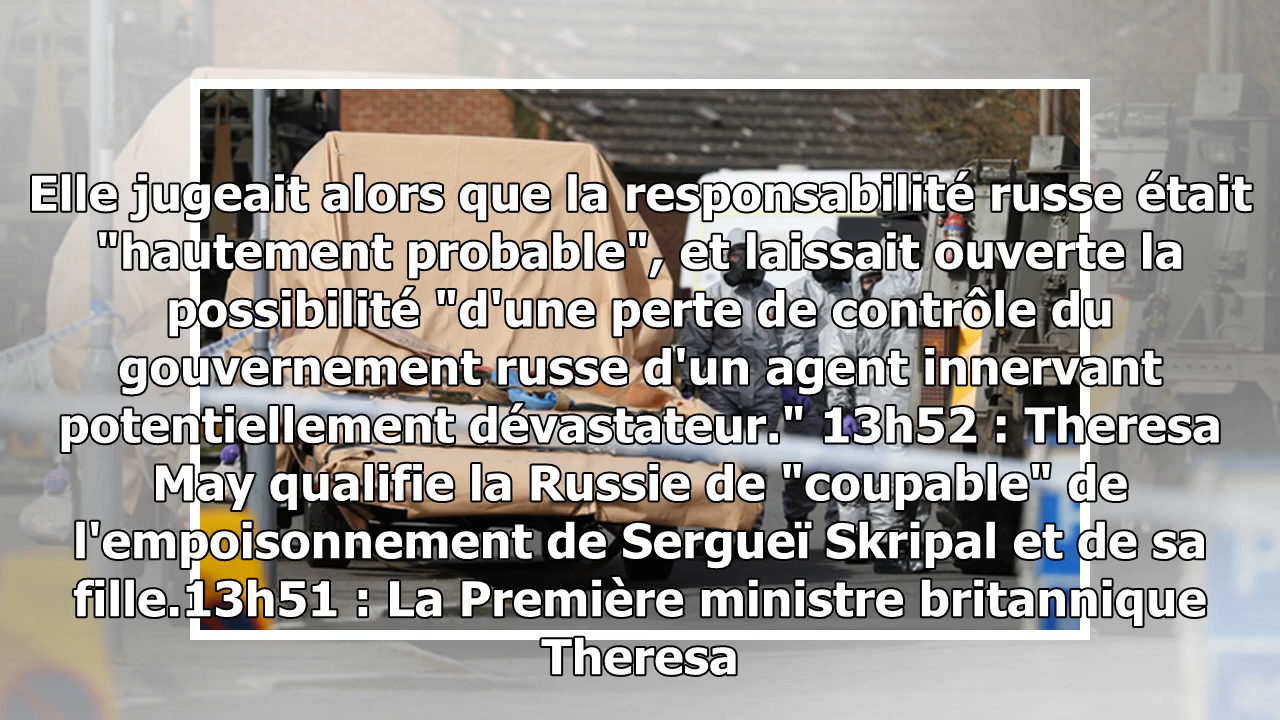 Elle jugeait alors que la responsabilité russe était
"hautement probable", et laissait ouverte la
possibilité "d'une perte de contrôle du
gouvernement russe d'un agent innervant
potentiellement dévastateur." 13h52 : Theresa
May qualifie la Russie de "coupable" de
l'empoisonnement de Sergueï Skripal et de sa
fille.13h51 : La Première ministre britannique
Theresa